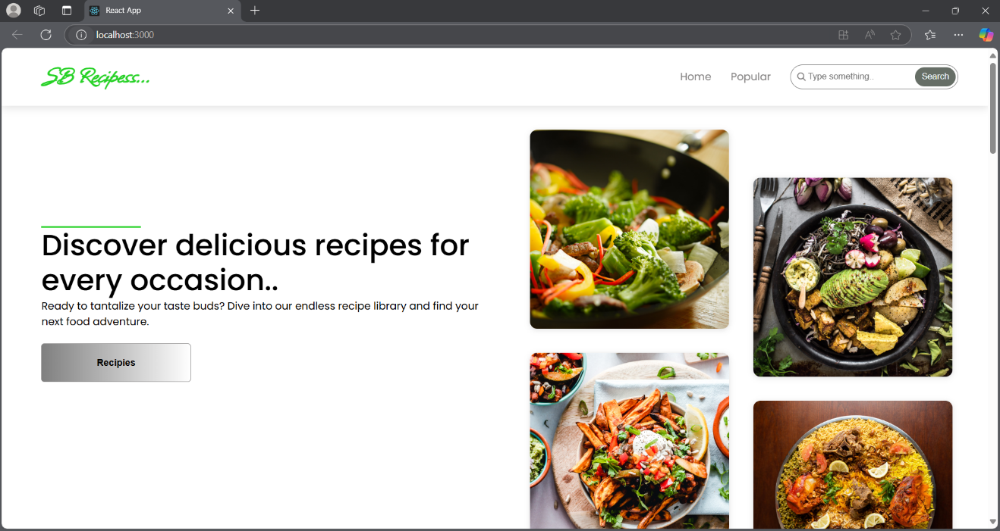 React App
localhost:3000
SB Recipess...
Home Popular Type something.. Search
Discover delicious recipes for
every occasion..
Ready to tantalize your taste buds? Dive into our endless recipe library and find your
next food adventure.
Recipies